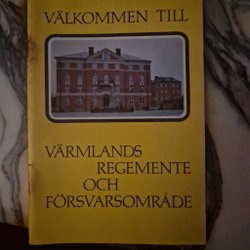 VÄLKOMMEN TILL
VÄRMLANDS
REGEMENTE
OCH
FÖRSVARSOMRÅDE